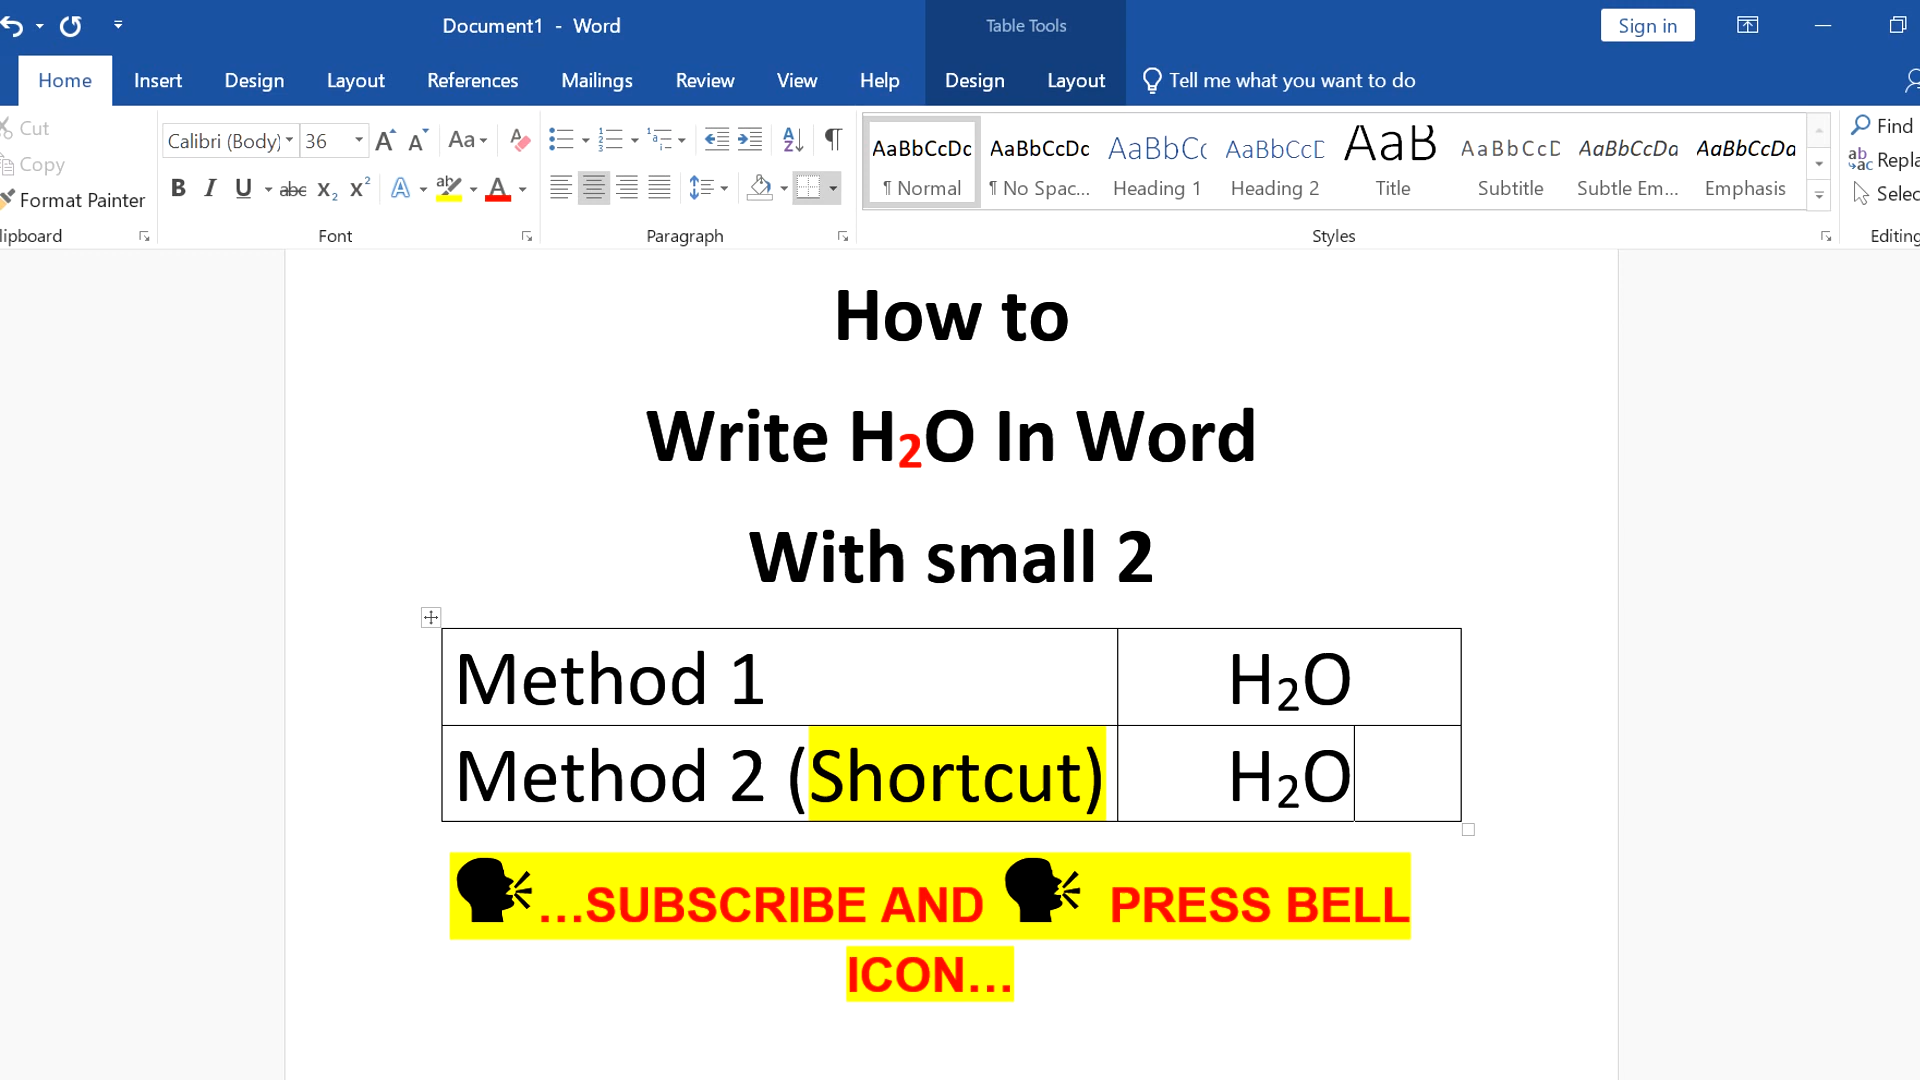 Document1 - Word
Table Tools
Sign in
Home Insert Design Layout References Mailings Review View Help Design Layout Tell me what you want to do
Cut
Copy
Format Painter
lipboard
Calibri (Body) 36
Aa
B I U abc X₂ X²
Font
Paragraph
AaBbCcDc AaBbCcDc AaBbCc AaBbCcD AaB AaBbCcD AaBbCcDa AaBbCcDa
¶ Normal ¶ No Spac... Heading 1 Heading 2 Title Subtitle Subtle Em... Emphasis
Styles
Find
Repla
Selec
Editing
How to
Write H₂O In Word
With small 2
Method 1 H₂O
Method 2 (Shortcut) H₂O
...SUBSCRIBE AND PRESS BELL
ICON...